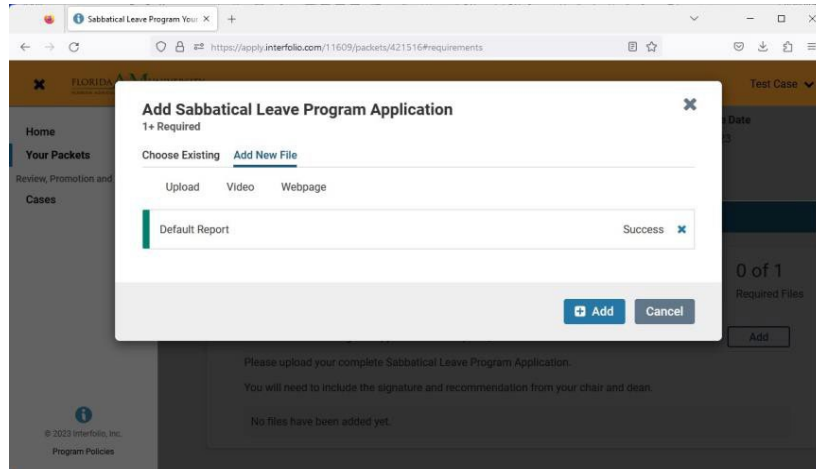 Sabbatical Leave Program Your
https://apply.interfolio.com/11609/packets/421516#requirements
FLORIDA
Test Case
Add Sabbatical Leave Program Application
1+ Required
Date
Home
Your Packets
Choose Existing Add New File
Review, Promotion and
Upload Video Webpage
Cases
Default Report Success
0 of 1
Required Files
Add Cancel
Add
Please upload your complete Sabbatical Leave Program Application.
You will need to include the signature and recommendation from your chair and dean.
No files have been added yet.
© 2023 Interfolio, Inc.
Program Policies